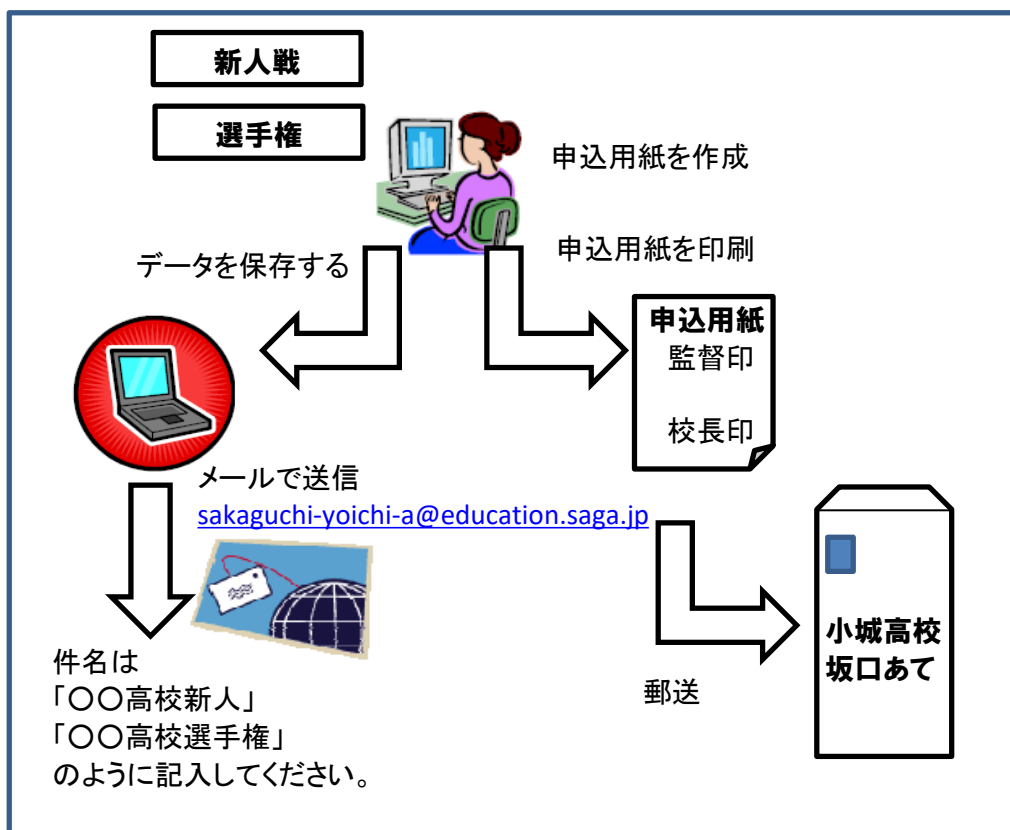 新人戦
選手権
申込用紙を作成
申込用紙を印刷
データを保存する
申込用紙
監督印
校長印
メールで送信
sakaguchi-yoichi-a@education.saga.jp
小城高校
坂口あて
郵送
件名は
「〇〇高校新人」
「〇〇高校選手権」
のように記入してください。